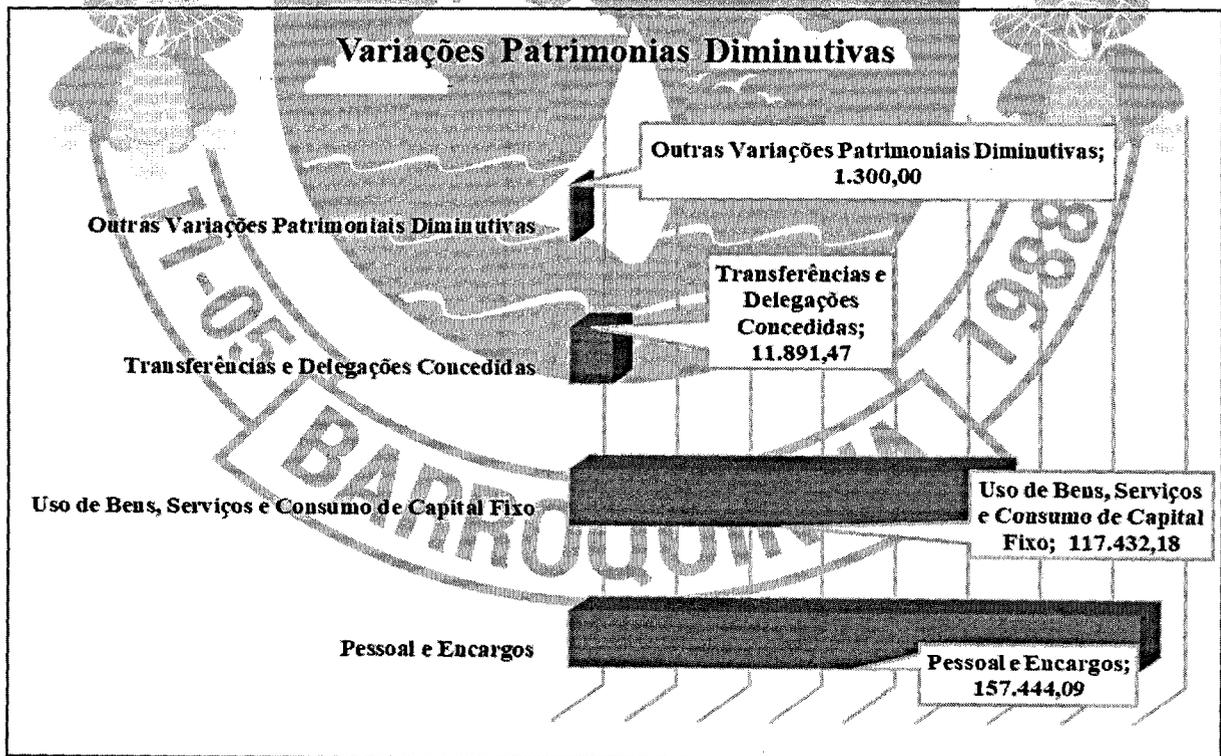 Variações Patrimonias Diminutivas
Outras Variações Patrimoniais Diminutivas;
1.300,00
Outras Variações Patrimoniais Diminutivas
Transferências e
Delegações
Concedidas;
11.891,47
Transferências e Delegações Concedidas
Uso de Bens, Serviços e Consumo de Capital Fixo
Uso de Bens, Serviços
e Consumo de Capital
Fixo; 117.432,18
Pessoal e Encargos
Pessoal e Encargos;
157.444,09
11-05
1988